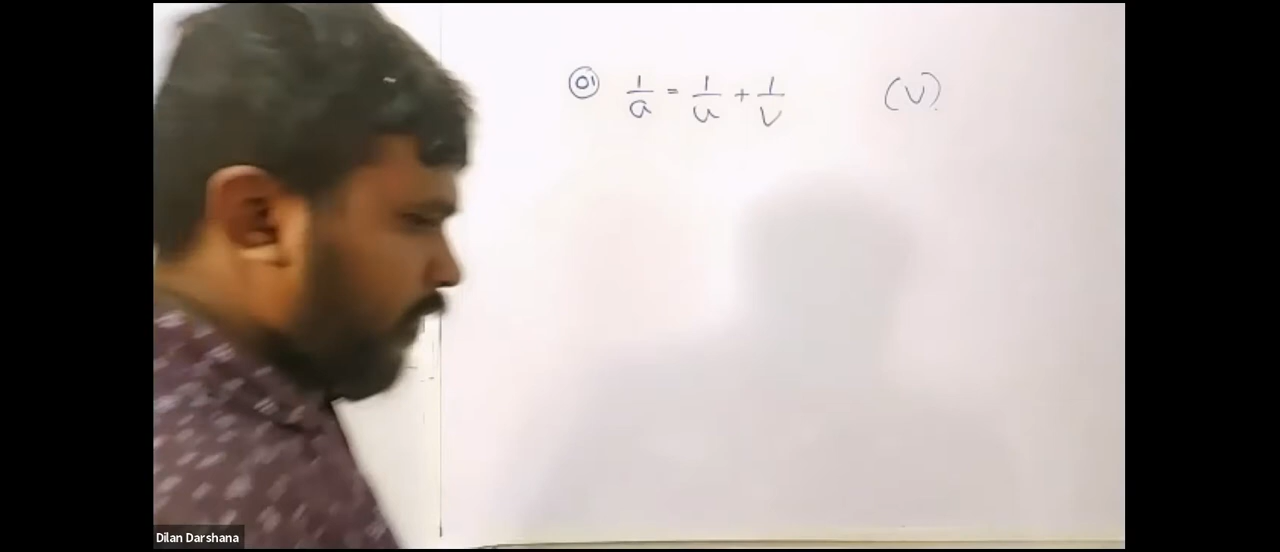 01 1/a = 1/u + 1/v (v)
Dilan Darshana